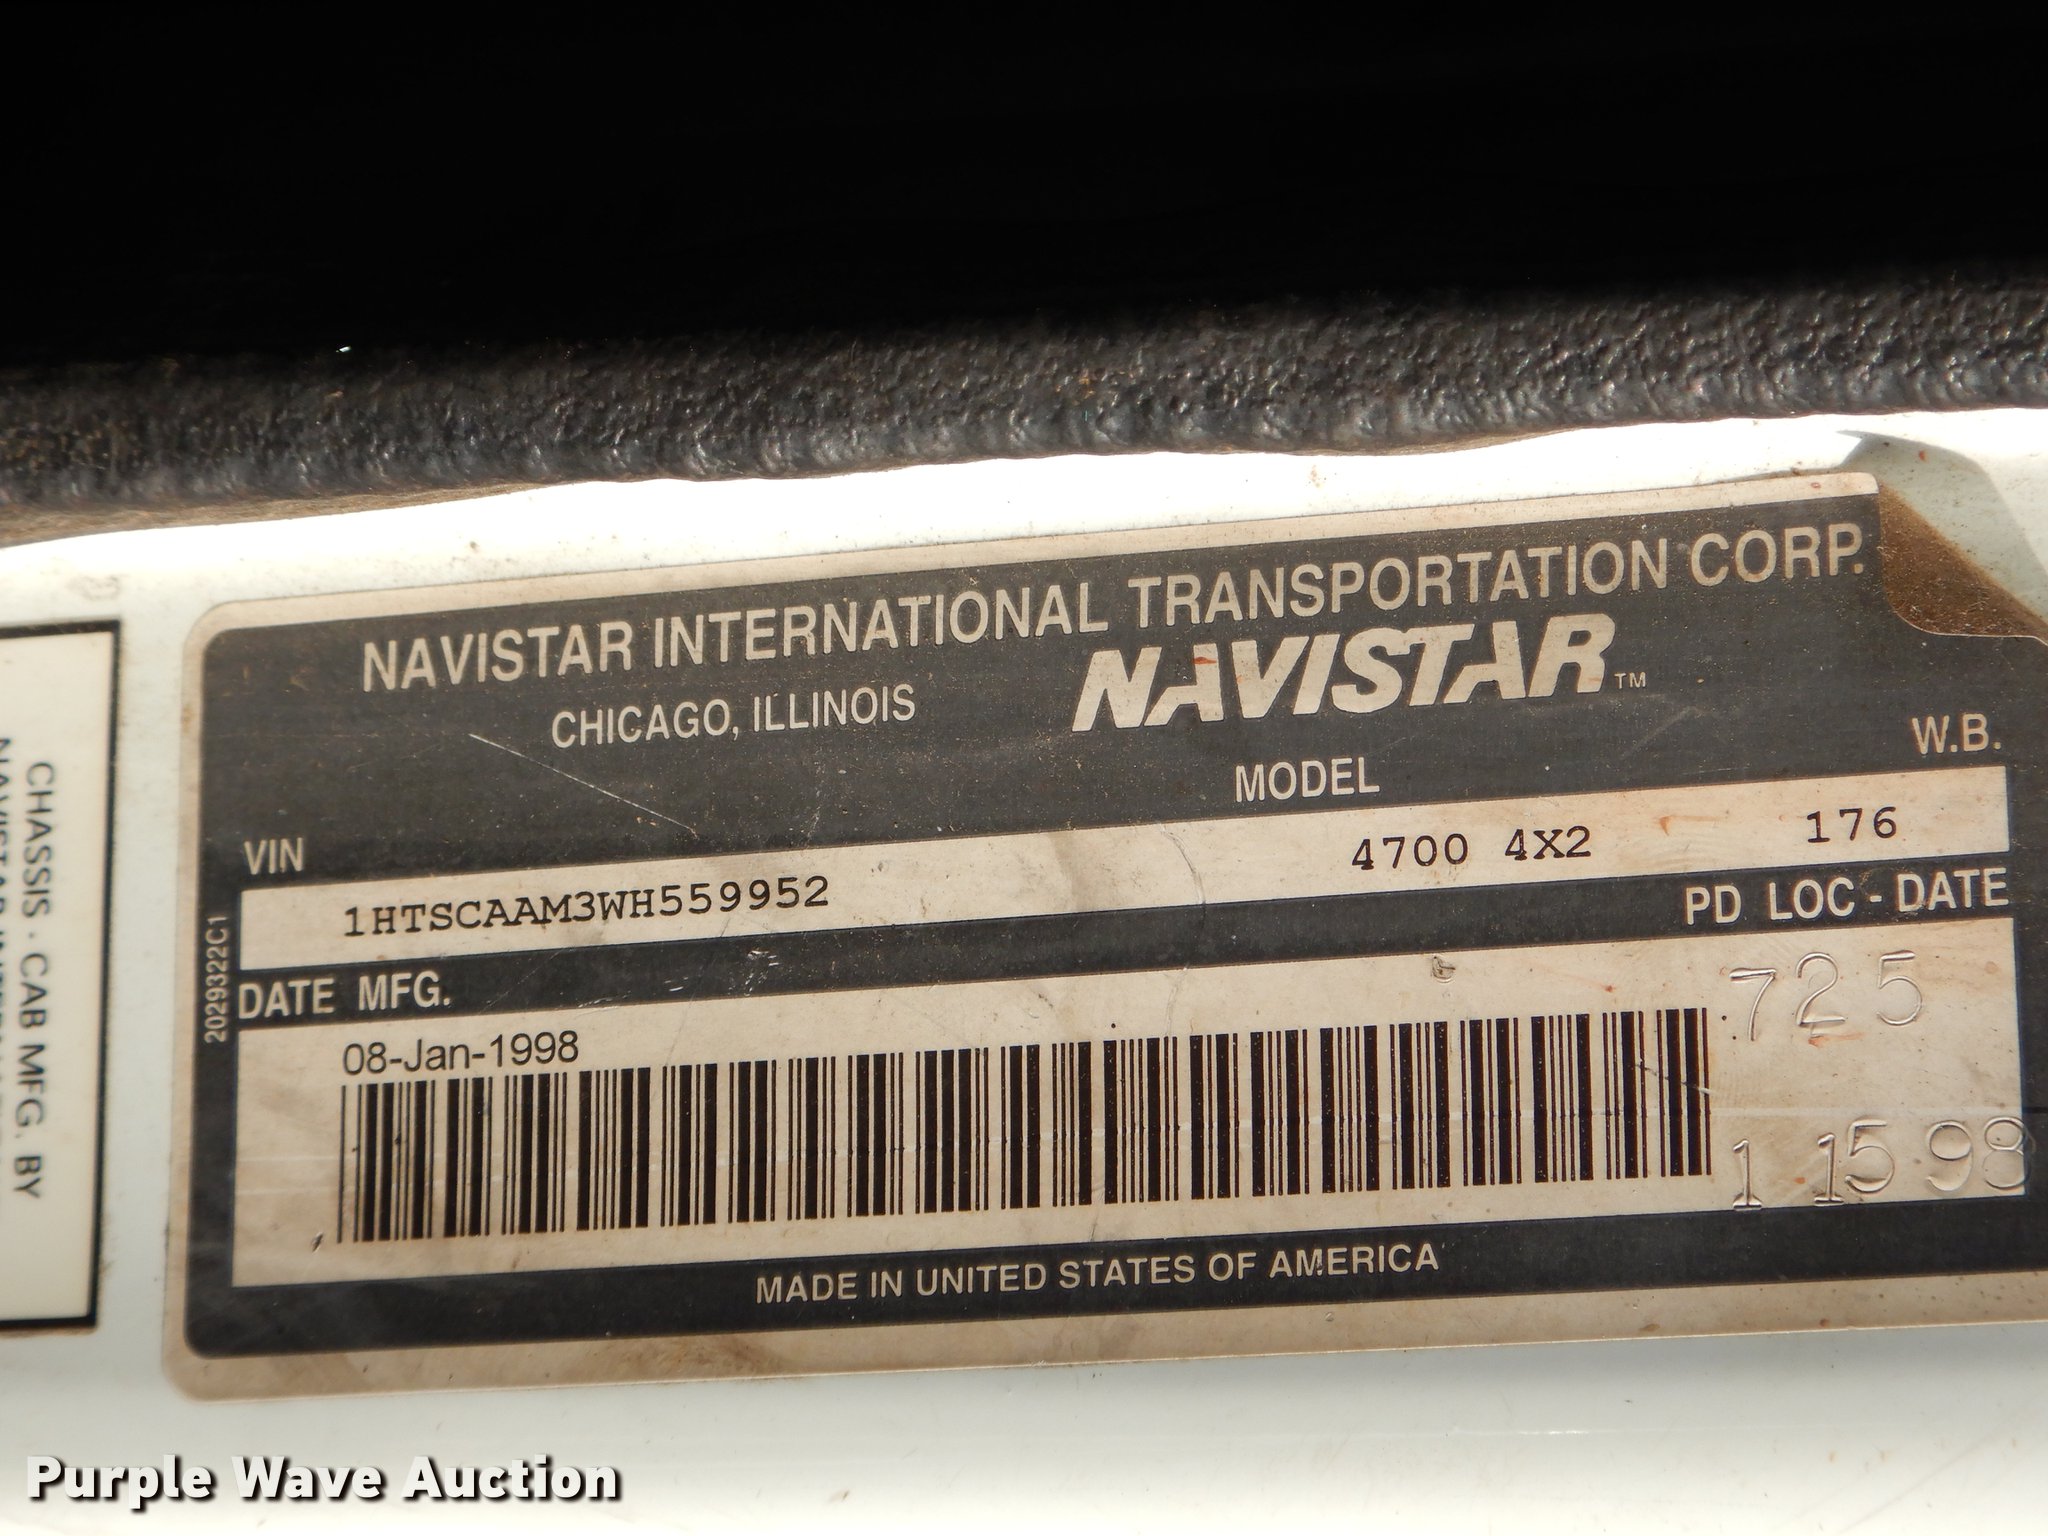 NAVISTAR INTERNATIONAL TRANSPORTATION CORP.
CHICAGO, ILLINOIS
NAVISTAR™
VIN
MODEL
W.B.
1HTSCAAM3WH559952
4700 4X2
176
DATE MFG.
PD LOC - DATE
08-Jan-1998
725
1 15 98
MADE IN UNITED STATES OF AMERICA
2029322C1
CHASSIS · CAB MFG. BY
Purple Wave Auction